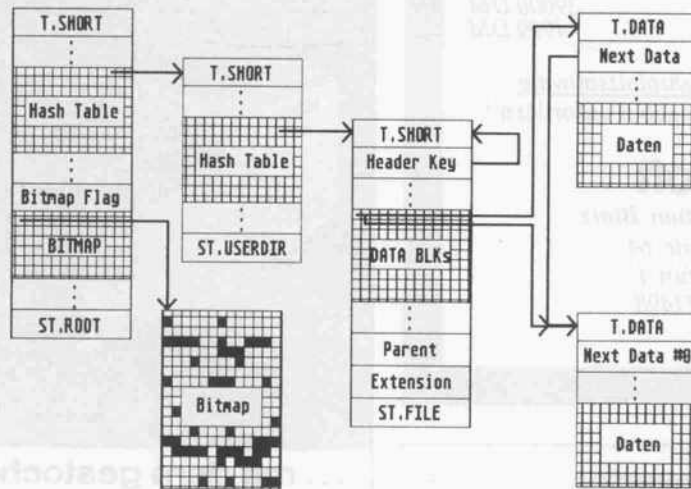 T.SHORT
Hash Table
Bitmap Flag
BITMAP
ST.ROOT
T.SHORT
Hash Table
ST.USERDIR
Bitmap
T.SHORT
Header Key
DATA BLKs
Parent
Extension
ST.FILE
T.DATA
Next Data
Daten
T.DATA
Next Data #0
Daten